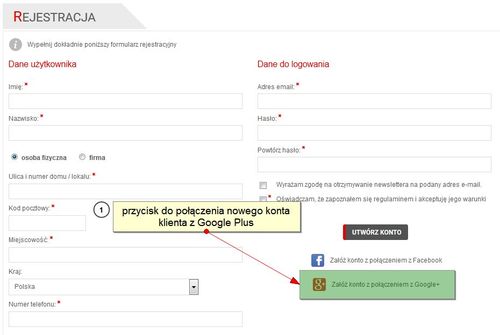 REJESTRACJA
Wypełnij dokładnie poniższy formularz rejestracyjny
Dane użytkownika
Imię: *
Nazwisko: *
osoba fizyczna firma
Ulica i numer domu / lokalu: *
Kod pocztowy: *
Miejscowość: *
Kraj:
Polska
Numer telefonu: *
Dane do logowania
Adres email: *
Hasło: *
Powtórz hasło: *
Wyrażam zgodę na otrzymywanie newslettera na podany adres e-mail.
* Oświadczam, że zapoznałem się regulaminem i akceptuję jego warunki
1
przycisk do połączenia nowego konta
klienta z Google Plus
UTWÓRZ KONTO
Załóż konto z połączeniem z Facebook
Załóż konto z połączeniem z Google+